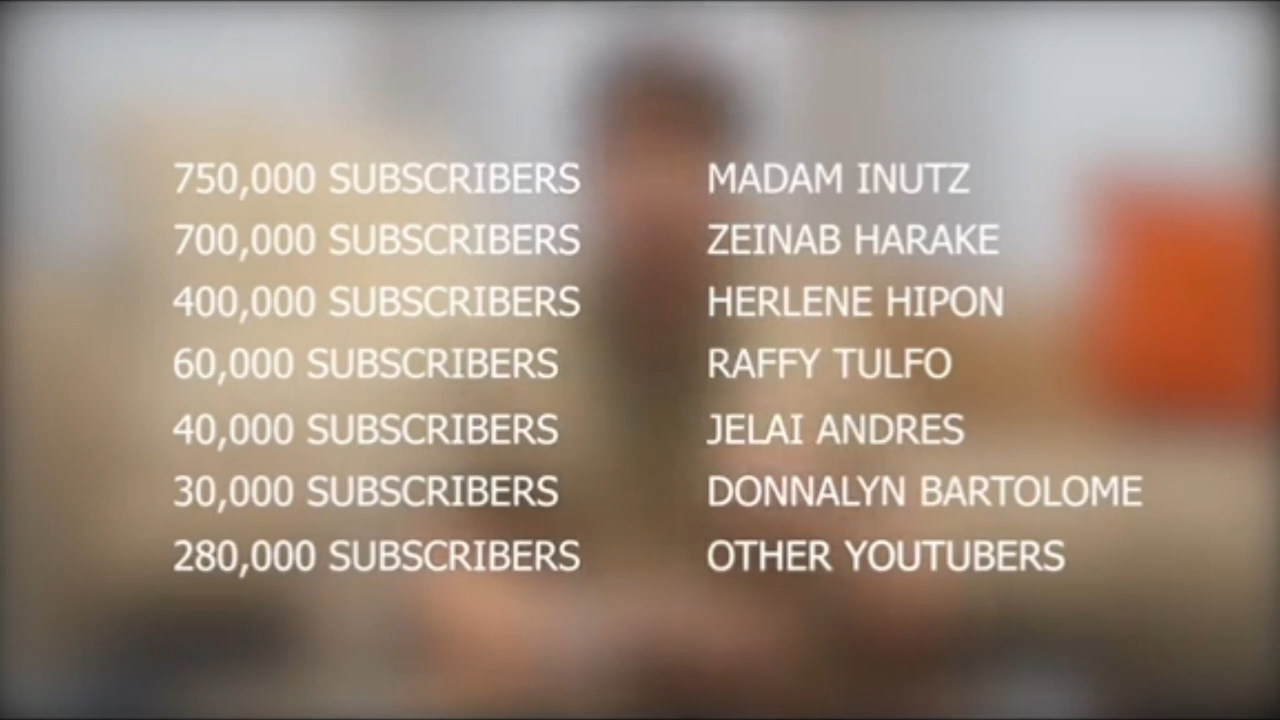 750,000 SUBSCRIBERS MADAM INUTZ
700,000 SUBSCRIBERS ZEINAB HARAKE
400,000 SUBSCRIBERS HERLENE HIPON
60,000 SUBSCRIBERS RAFFY TULFO
40,000 SUBSCRIBERS JELAI ANDRES
30,000 SUBSCRIBERS DONNALYN BARTOLOME
280,000 SUBSCRIBERS OTHER YOUTUBERS